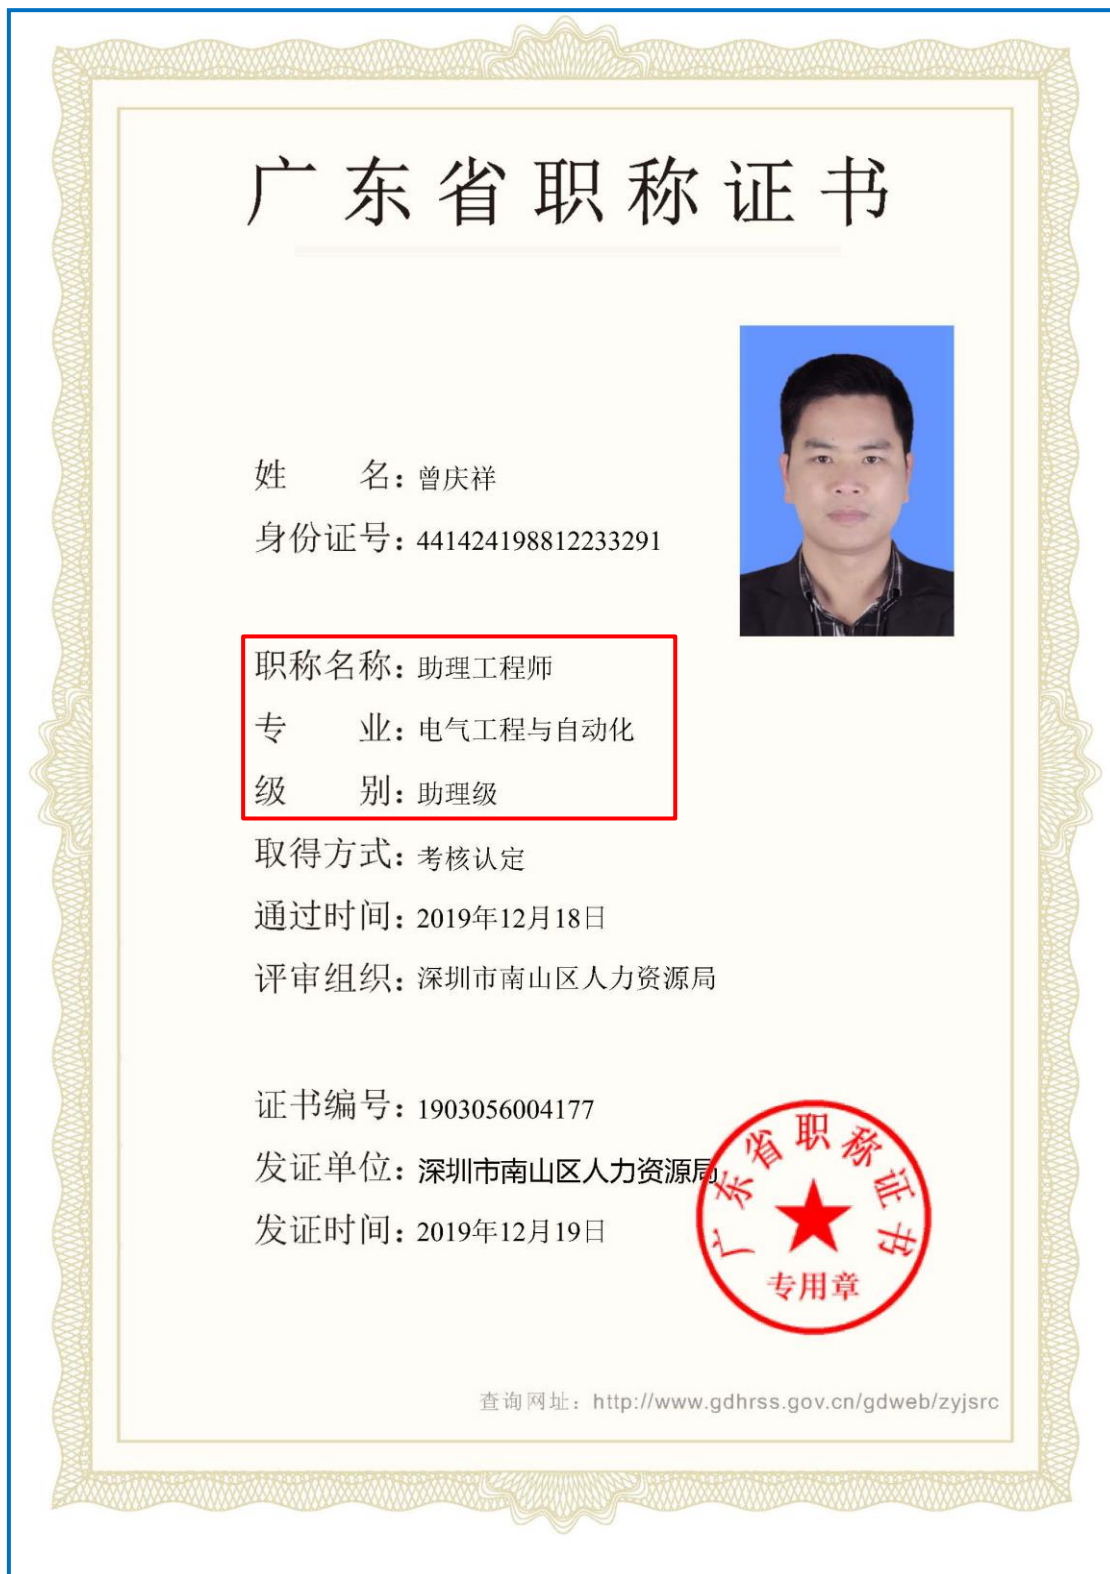 广东省职称证书
姓名：曾庆祥
身份证号：441424198812233291
职称名称：助理工程师
专业：电气工程与自动化
级别：助理级
取得方式：考核认定
通过时间：2019年12月18日
评审组织：深圳市南山区人力资源局
证书编号：1903056004177
发证单位：深圳市南山区人力资源局
发证时间：2019年12月19日
广东省职称证书
专用章
查询网址：http://www.gdhrss.gov.cn/gdweb/zyjsrc